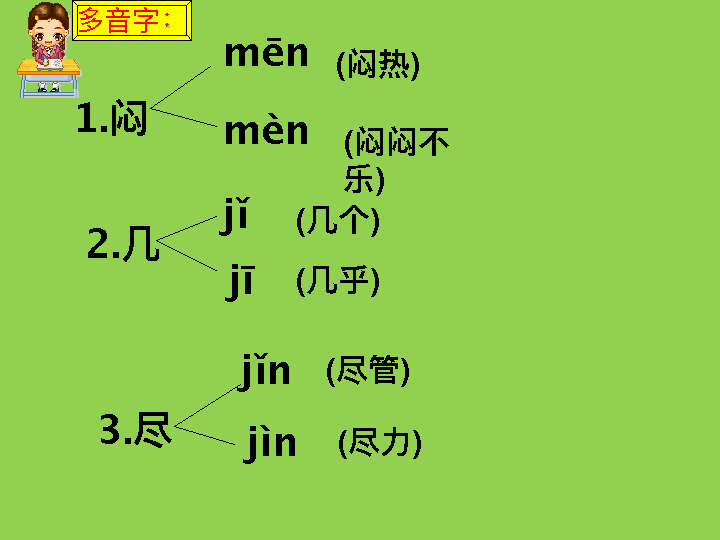 多音字：
mēn (闷热)
1.闷
mèn (闷闷不
乐)
jǐ (几个)
2.几
jī (几乎)
jǐn (尽管)
3.尽
jìn (尽力)